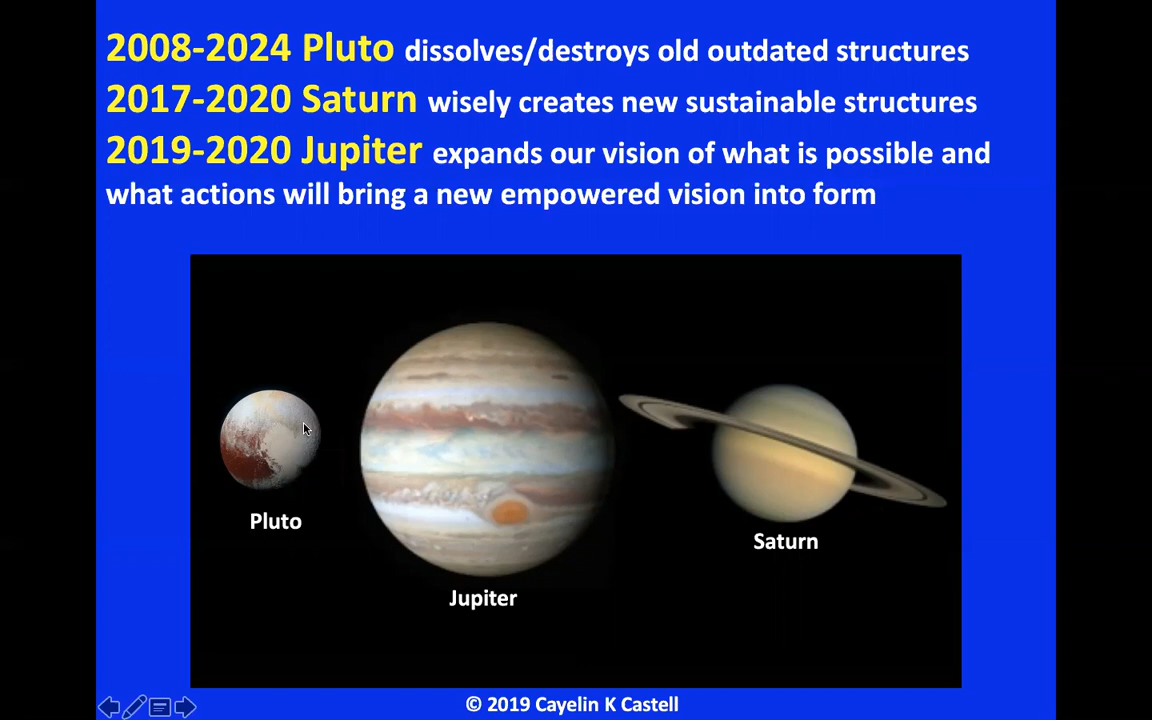 2008-2024 Pluto dissolves/destroys old outdated structures
2017-2020 Saturn wisely creates new sustainable structures
2019-2020 Jupiter expands our vision of what is possible and
what actions will bring a new empowered vision into form
Pluto
Jupiter
Saturn
© 2019 Cayelin K Castell